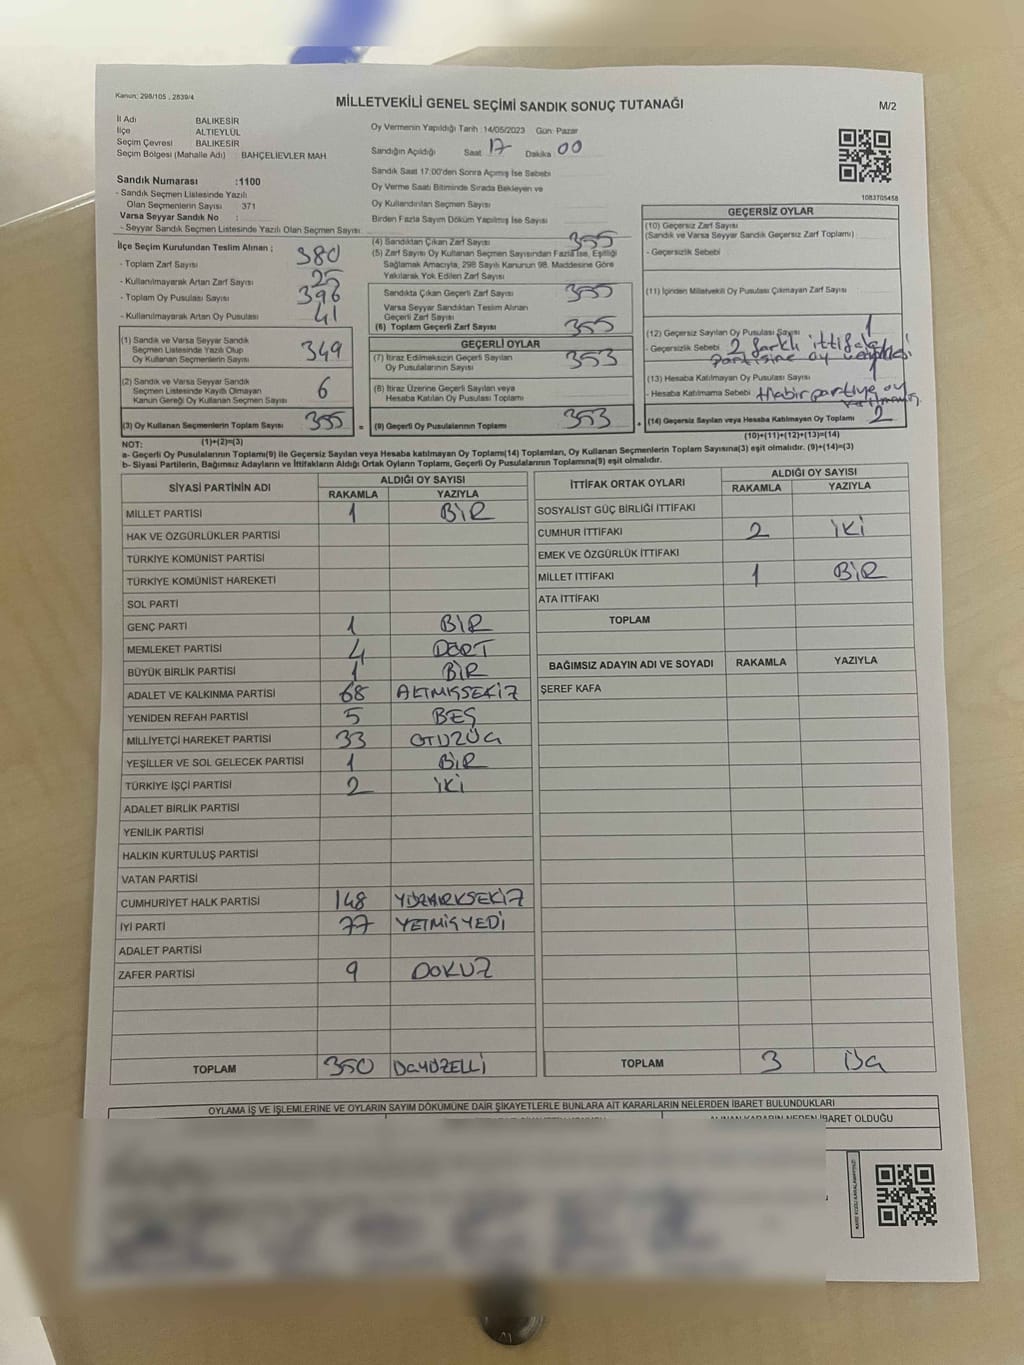 Kanun: 298/105 , 2839/4
MİLLETVEKİLİ GENEL SEÇİMİ SANDIK SONUÇ TUTANAĞI
M/2
İl Adı BALIKESİR
İlçe ALTIEYLÜL
Seçim Çevresi BALIKESİR
Seçim Bölgesi (Mahalle Adı) : BAHÇELİEVLER MAH
Sandık Numarası :1100
- Sandık Seçmen Listesinde Yazılı
Olan Seçmenlerin Sayısı 371
Varsa Seyyar Sandık No :
- Seyyar Sandık Seçmen Listesinde Yazılı Olan Seçmen Sayısı:
Oy Vermenin Yapıldığı Tarih :14/05/2023 Gün: Pazar
Sandığın Açıldığı Saat 17 Dakika 00
Sandık Saat 17:00'den Sonra Açımış İse Sebebi
Oy Verme Saati Bitiminde Sırada Bekleyen ve
Oy Kullandırılan Seçmen Sayısı
Birden Fazla Sayım Döküm Yapılmış İse Sayısı
1083705458
İlçe Seçim Kurulundan Teslim Alınan ;
- Toplam Zarf Sayısı 380
- Kullanılmayarak Artan Zarf Sayısı 25
- Toplam Oy Pusulası Sayısı 396
- Kullanılmayarak Artan Oy Pusulası 41
(1) Sandık ve Varsa Seyyar Sandık
Seçmen Listesinde Yazılı Olup
Oy Kullanan Seçmenlerin Sayısı 349
(2) Sandık ve Varsa Seyyar Sandık
Seçmen Listesinde Kayıtlı Olmayan
Kanun Gereği Oy Kullanan Seçmen Sayısı 6
(3) Oy Kullanan Seçmenlerin Toplam Sayısı 355 =
(4) Sandıktan Çıkan Zarf Sayısı 355
(5) Zarf Sayısı Oy Kullanan Seçmen Sayısından Fazla İse, Eşitliği
Sağlamak Amacıyla, 298 Sayılı Kanunun 98. Maddesine Göre
Yakılarak Yok Edilen Zarf Sayısı
Sandıkta Çıkan Geçerli Zarf Sayısı 355
Varsa Seyyar Sandıktan Teslim Alınan
Geçerli Zarf Sayısı
(6) Toplam Geçerli Zarf Sayısı 355
GEÇERLİ OYLAR
(7) İtiraz Edilmeksizin Geçerli Sayılan
Oy Pusulalarının Sayısı 353
(8) İtiraz Üzerine Geçerli Sayılan veya
Hesaba Katılan Oy Pusulası Toplamı
(9) Geçerli Oy Pusulalarının Toplamı 353 +
GEÇERSİZ OYLAR
(10) Geçersiz Zarf Sayısı
(Sandık ve Varsa Seyyar Sandık Geçersiz Zarf Toplamı)
- Geçersizlik Sebebi
(11) İçinden Milletvekili Oy Pusulası Çıkmayan Zarf Sayısı
(12) Geçersiz Sayılan Oy Pusulası Sayısı 1
- Geçersizlik Sebebi 2 farklı ittifak
partisine oy
(13) Hesaba Katılmayan Oy Pusulası Sayısı 1
- Hesaba Katılmama Sebebi Hiçbir partiye oy
(14) Geçersiz Sayılan veya Hesaba Katılmayan Oy Toplamı 2
NOT: (1)+(2)=(3)
(10)+(11)+(12)+(13)=(14)
a- Geçerli Oy Pusulalarının Toplamı(9) ile Geçersiz Sayılan veya Hesaba katılmayan Oy Toplamı(14) Toplamları, Oy Kullanan Seçmenlerin Toplam Sayısına(3) eşit olmalıdır. (9)+(14)=(3)
b- Siyasi Partilerin, Bağımsız Adayların ve İttifakların Aldığı Ortak Oyların Toplamı, Geçerli Oy Pusulalarının Toplamına(9) eşit olmalıdır.
SİYASİ PARTİNİN ADI ALDIĞI OY SAYISI
RAKAMLA YAZIYLA
MİLLET PARTİSİ 1 BİR
HAK VE ÖZGÜRLÜKLER PARTİSİ
TÜRKİYE KOMÜNİST PARTİSİ
TÜRKİYE KOMÜNİST HAREKETİ
SOL PARTİ
GENÇ PARTİ 1 BİR
MEMLEKET PARTİSİ 4 DÖRT
BÜYÜK BİRLİK PARTİSİ 1 BİR
ADALET VE KALKINMA PARTİSİ 68 ALTMIŞSEKİZ
YENİDEN REFAH PARTİSİ 5 BEŞ
MİLLİYETÇİ HAREKET PARTİSİ 33 OTUZÜÇ
YEŞİLLER VE SOL GELECEK PARTİSİ 1 BİR
TÜRKİYE İŞÇİ PARTİSİ 2 İKİ
ADALET BİRLİK PARTİSİ
YENİLİK PARTİSİ
HALKIN KURTULUŞ PARTİSİ
VATAN PARTİSİ
CUMHURİYET HALK PARTİSİ 148 YÜZKIRKSEKİZ
İYİ PARTİ 77 YETMİŞYEDİ
ADALET PARTİSİ
ZAFER PARTİSİ 9 DOKUZ
TOPLAM 350 ÜÇYÜZELLİ
İTTİFAK ORTAK OYLARI ALDIĞI OY SAYISI
RAKAMLA YAZIYLA
SOSYALİST GÜÇ BİRLİĞİ İTTİFAKI
CUMHUR İTTİFAKI 2 İKİ
EMEK VE ÖZGÜRLÜK İTTİFAKI
MİLLET İTTİFAKI 1 BİR
ATA İTTİFAKI
TOPLAM
BAĞIMSIZ ADAYIN ADI VE SOYADI RAKAMLA YAZIYLA
ŞEREF KAFA
TOPLAM 3 ÜÇ
OYLAMA İŞ VE İŞLEMLERİNE VE OYLARIN SAYIM DÖKÜMÜNE DAİR ŞİKAYETLERLE BUNLARA AİT KARARLARIN NELERDEN İBARET BULUNDUKLARI
ALINAN KARARIN NEDEN İBARET OLDUĞU